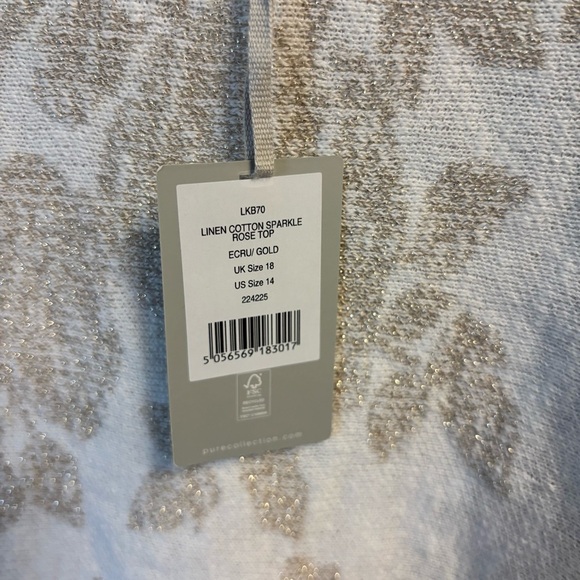 LKB70
LINEN COTTON SPARKLE
ROSE TOP
ECRU/ GOLD
UK Size 18
US Size 14
224225
5 056569 183017
FSC
purecollection.com